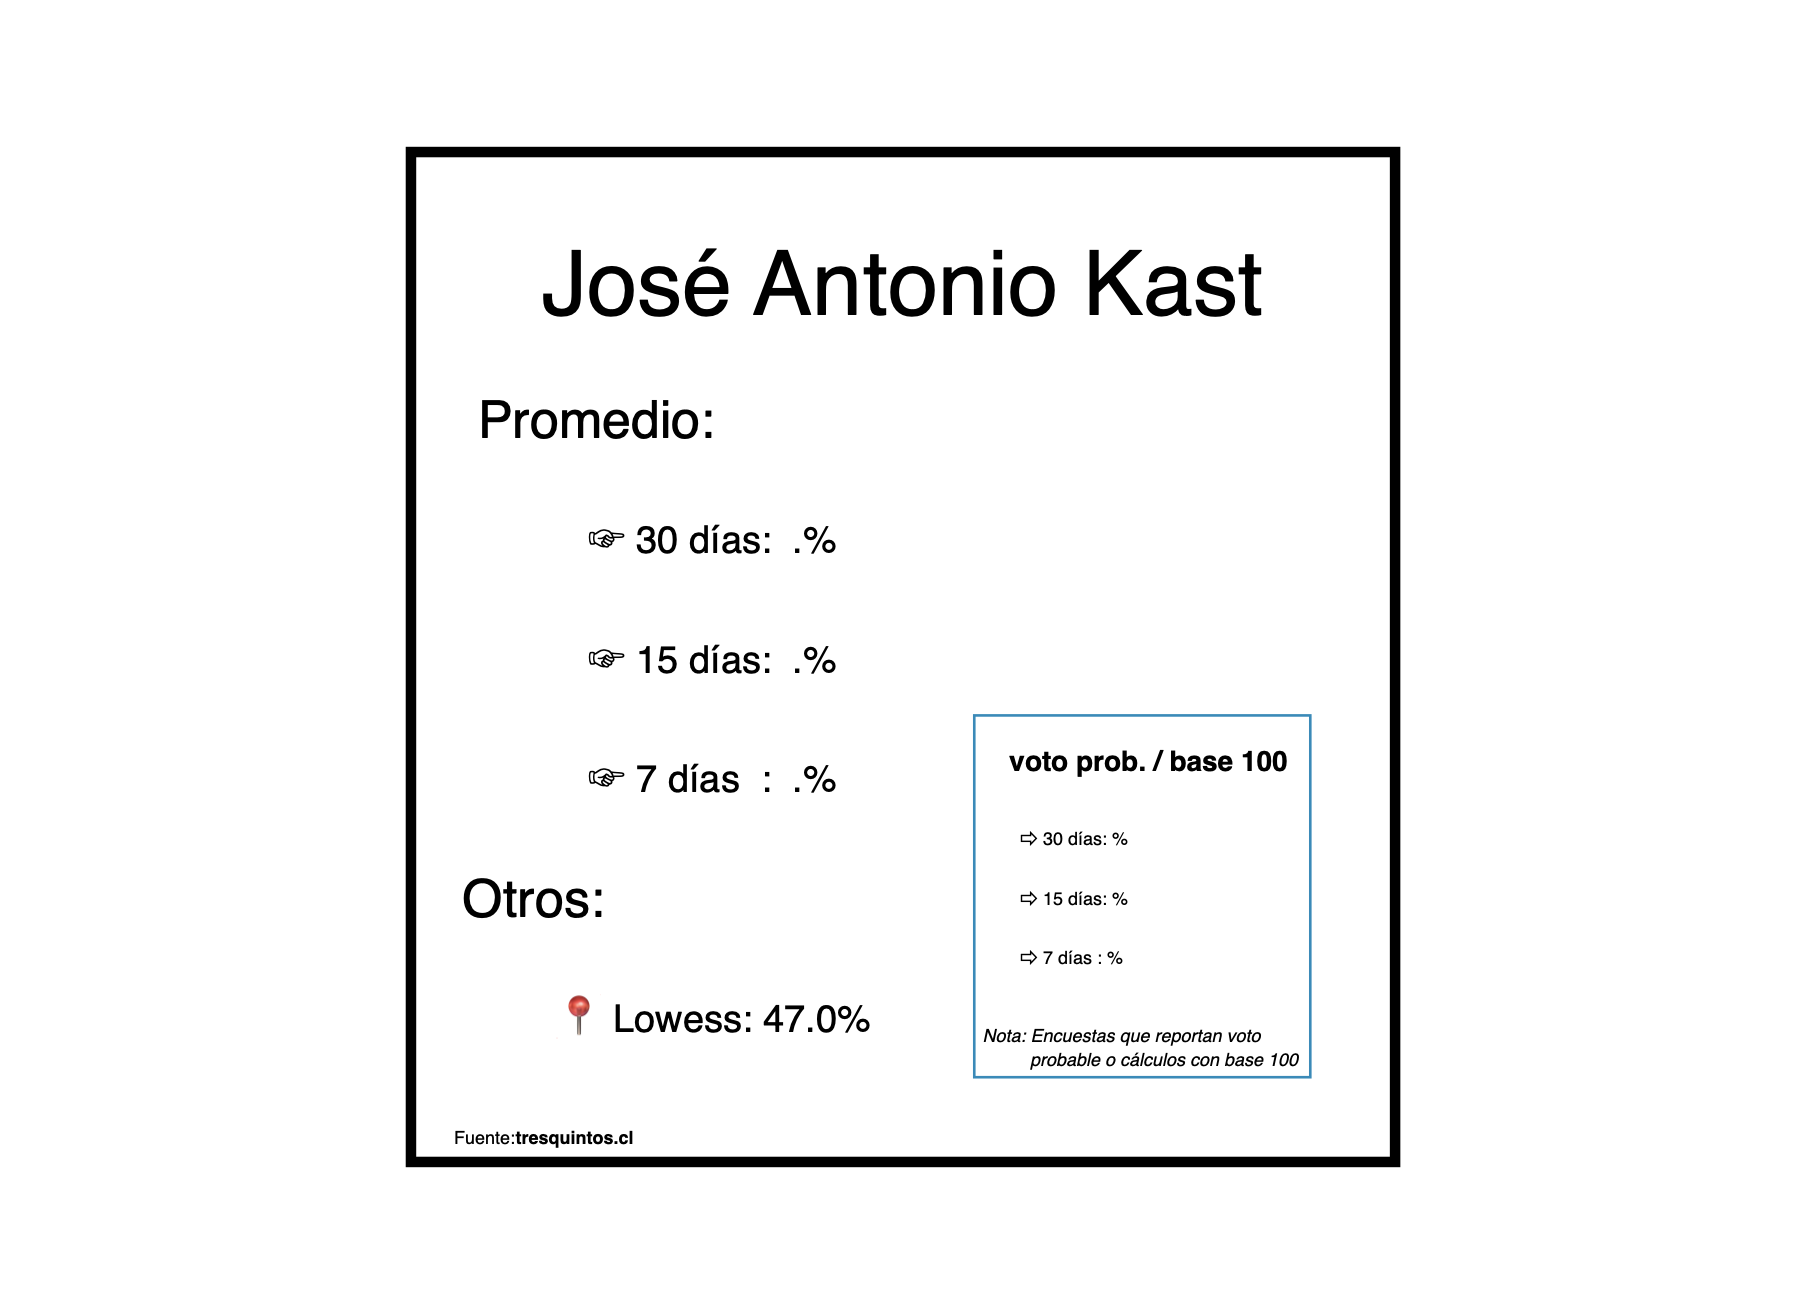 José Antonio Kast
Promedio:
☞ 30 días: .%
☞ 15 días: .%
☞ 7 días : .%
Otros:
📍 Lowess: 47.0%
voto prob. / base 100
⇨ 30 días: %
⇨ 15 días: %
⇨ 7 días : %
Nota: Encuestas que reportan voto
probable o cálculos con base 100
Fuente:tresquintos.cl